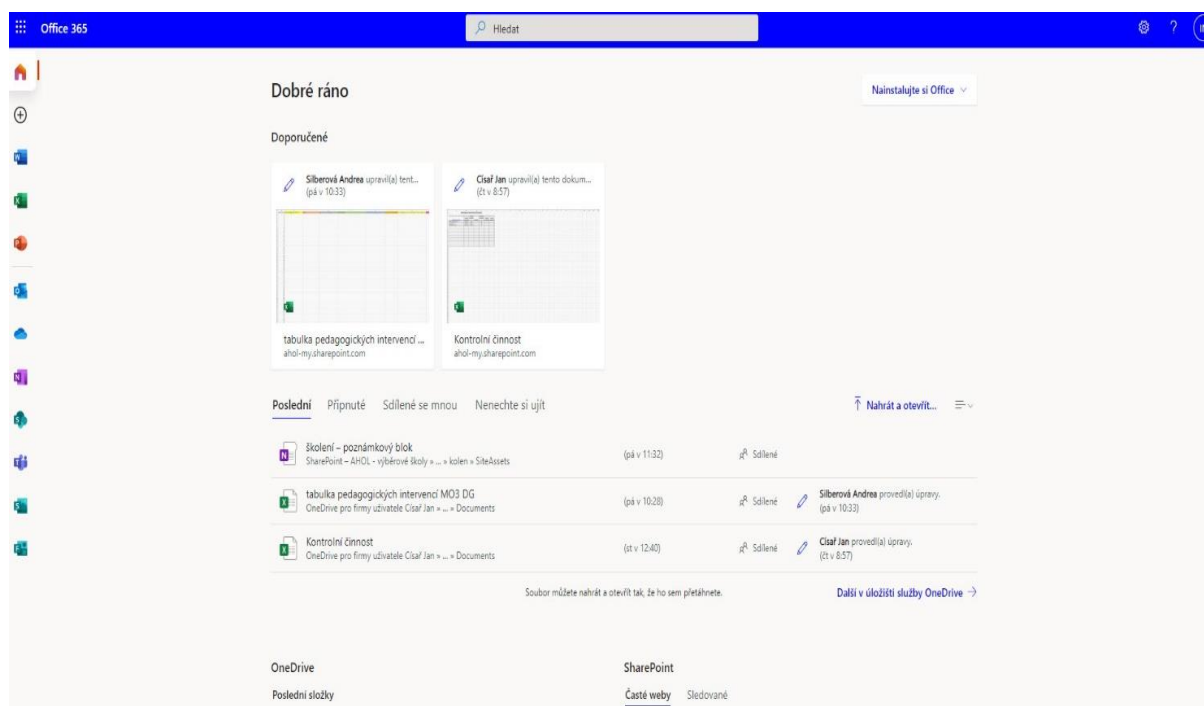 Office 365
Hledat
Dobré ráno
Nainstalujte si Office
Doporučené
Silberová Andrea upravil(a) tent...
(pá v 10:33)
tabulka pedagogických intervencí ...
ahol-my.sharepoint.com
Císař Jan upravil(a) tento dokum...
(čt v 8:57)
Kontrolní činnost
ahol-my.sharepoint.com
Poslední Připnuté Sdílené se mnou Nenechte si ujít
Nahrát a otevřít...
školení – poznámkový blok
SharePoint – AHOL - výběrové školy » ... » kolen » SiteAssets
(pá v 11:32)
Sdílené
tabulka pedagogických intervencí MO3 DG
OneDrive pro firmy uživatele Císař Jan » ... » Documents
(pá v 10:28)
Sdílené
Silberová Andrea provedl(a) úpravy.
(pá v 10:33)
Kontrolní činnost
OneDrive pro firmy uživatele Císař Jan » ... » Documents
(st v 12:40)
Sdílené
Císař Jan provedl(a) úpravy.
(čt v 8:57)
Soubor můžete nahrát a otevřít tak, že ho sem přetáhnete.
Další v úložišti služby OneDrive
OneDrive
Poslední složky
SharePoint
Časté weby Sledované